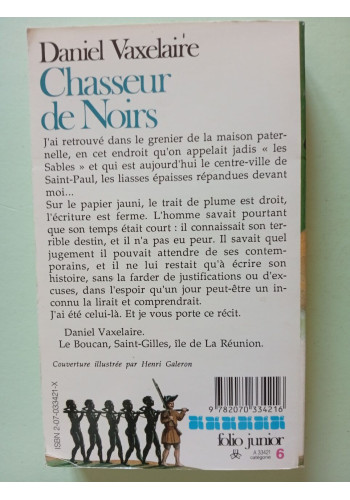 Daniel Vaxelaire
Chasseur
de Noirs
J'ai retrouvé dans le grenier de la maison pater-
nelle, en cet endroit qu'on appelait jadis « les
Sables » et qui est aujourd'hui le centre-ville de
Saint-Paul, les liasses épaisses répandues devant
moi...
Sur le papier jauni, le trait de plume est droit,
l'écriture est ferme. L'homme savait pourtant
que son temps était court : il connaissait son ter-
rible destin, et il n'a pas eu peur. Il savait quel
jugement il pouvait attendre de ses contem-
porains, et il ne lui restait qu'à écrire son
histoire, sans la farder de justifications ou d'ex-
cuses, dans l'espoir qu'un jour peut-être un in-
connu la lirait et comprendrait.
J'ai été celui-là. Et je vous porte ce récit.
Daniel Vaxelaire.
Le Boucan, Saint-Gilles, île de La Réunion.
Couverture illustrée par Henri Galeron
ISBN 2-07-033421-X
9 782070 334216
folio junior
A 33421
catégorie 6